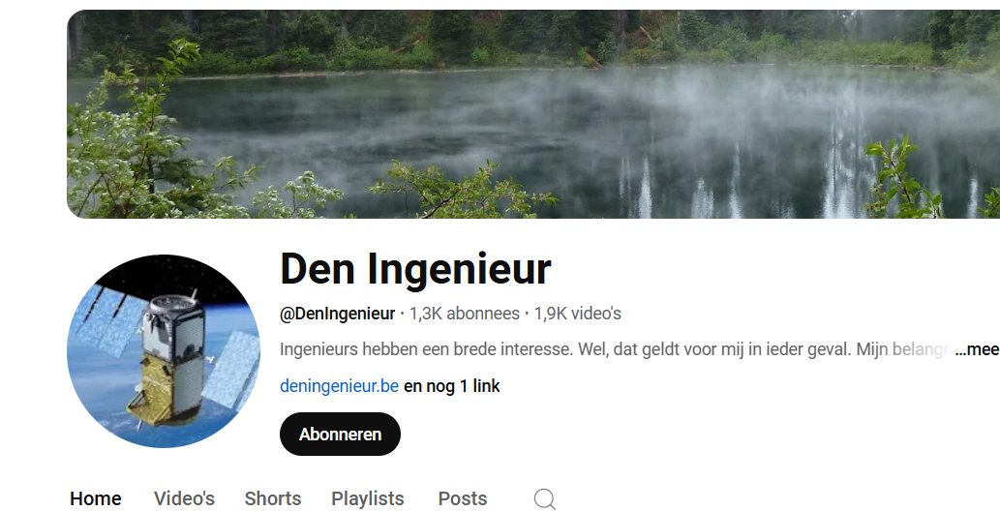 Den Ingenieur
@DenIngenieur · 1,3K abonnees · 1,9K video's
Ingenieurs hebben een brede interesse. Wel, dat geldt voor mij in ieder geval. Mijn belangri ...mee
deningenieur.be en nog 1 link
Abonneren
Home Video's Shorts Playlists Posts